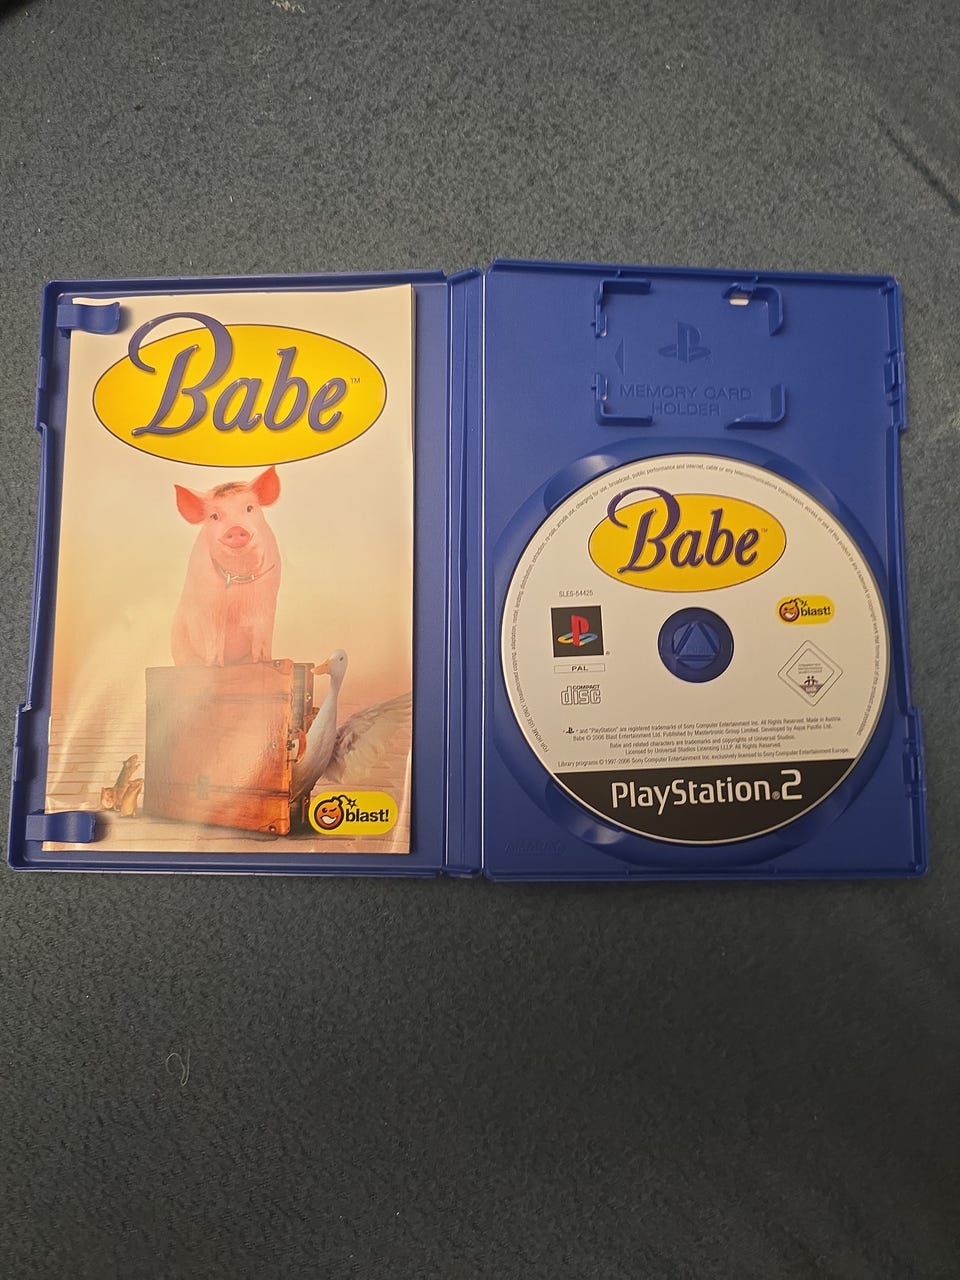 Babe™
blast!
MEMORY CARD
HOLDER
Babe™
SLES-54425
blast!
PAL
COMPACT
disc
"PlayStation" are registered trademarks of Sony Computer Entertainment Inc. All Rights Reserved. Made in Austria.
Babe © 2006 Blast Entertainment Ltd. Published by Mastertronic Group Limited. Developed by Aqua Pacific Ltd.
Babe and related characters are trademarks and copyrights of Universal Studios.
Licensed by Universal Studios Licensing LLLP. All Rights Reserved.
Library programs © 1997-2006 Sony Computer Entertainment Inc. exclusively licensed to Sony Computer Entertainment Europe.
PlayStation®2